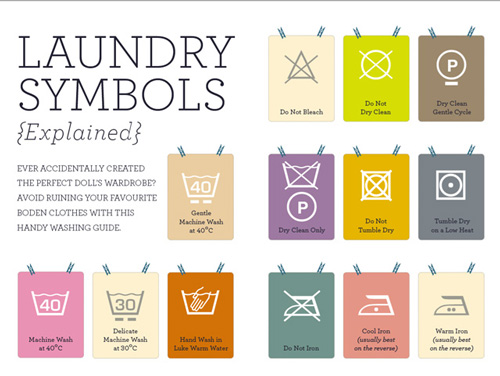 LAUNDRY
SYMBOLS
{Explained}
EVER ACCIDENTALLY CREATED
THE PERFECT DOLL'S WARDROBE?
AVOID RUINING YOUR FAVOURITE
BODEN CLOTHES WITH THIS
HANDY WASHING GUIDE.
Do Not Bleach
Do Not
Dry Clean
P
Dry Clean
Gentle Cycle
40
Gentle
Machine Wash
at 40°C
P
Dry Clean Only
Do Not
Tumble Dry
Tumble Dry
on a Low Heat
40
Machine Wash
at 40°C
30
Delicate
Machine Wash
at 30°C
Hand Wash in
Luke Warm Water
Do Not Iron
Cool Iron
(usually best
on the reverse)
Warm Iron
(usually best
on the reverse)